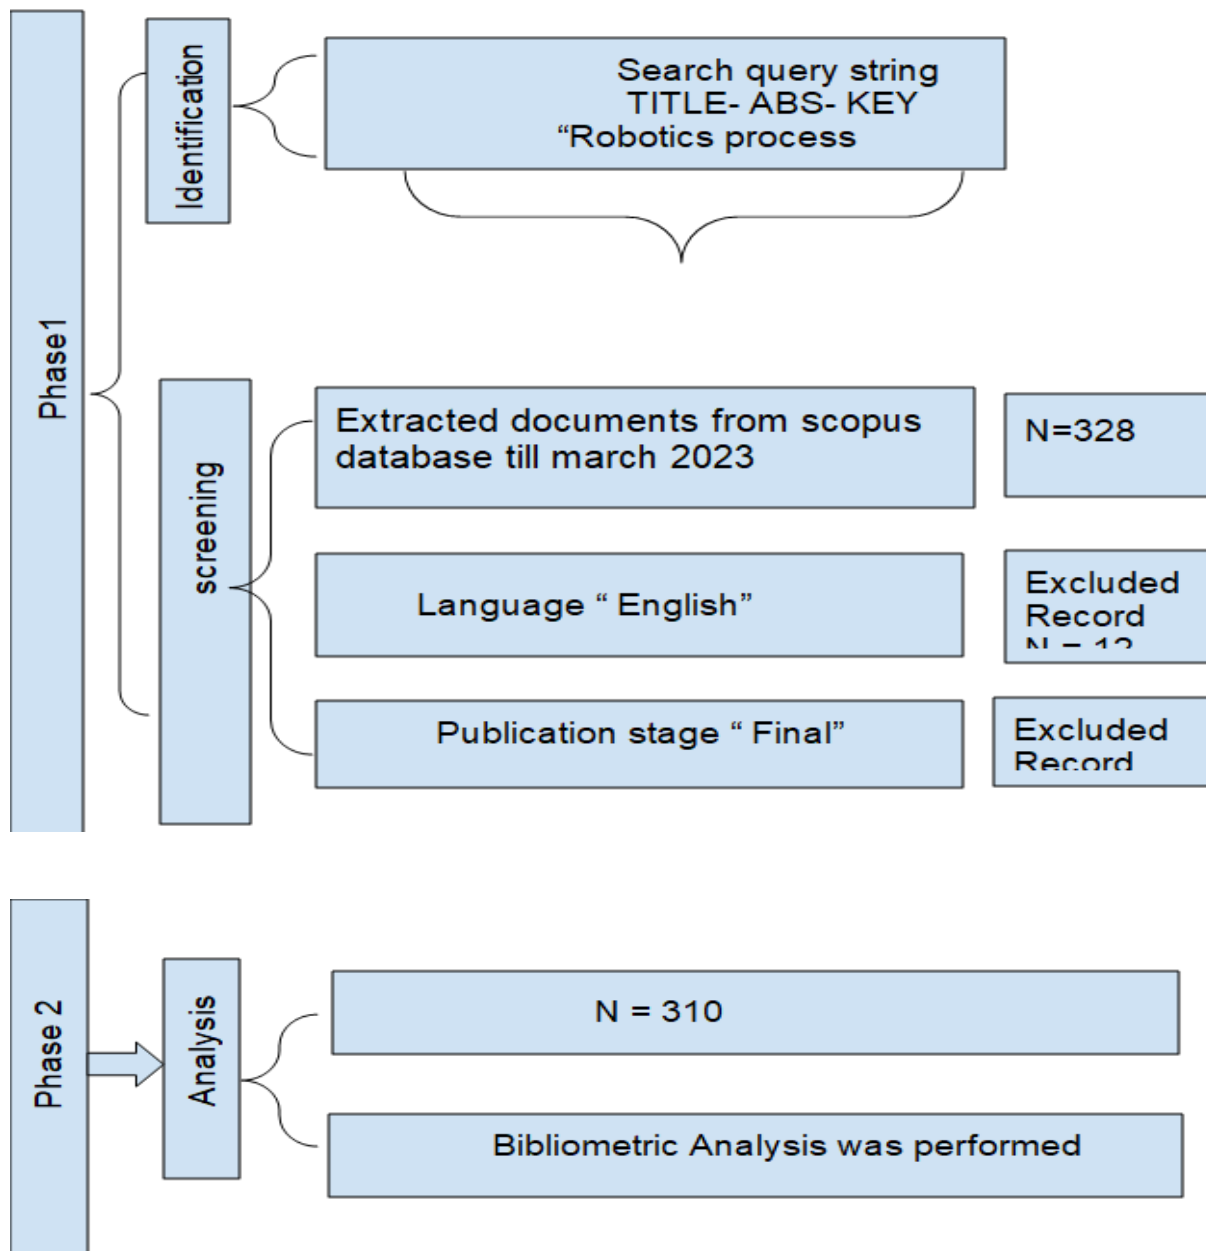 Phase1
Identification
Search query string
TITLE- ABS- KEY
“Robotics process
screening
Extracted documents from scopus
database till march 2023
N=328
Language “ English”
Excluded
Record
N = 12
Publication stage “ Final”
Excluded
Record
Phase 2
Analysis
N = 310
Bibliometric Analysis was performed